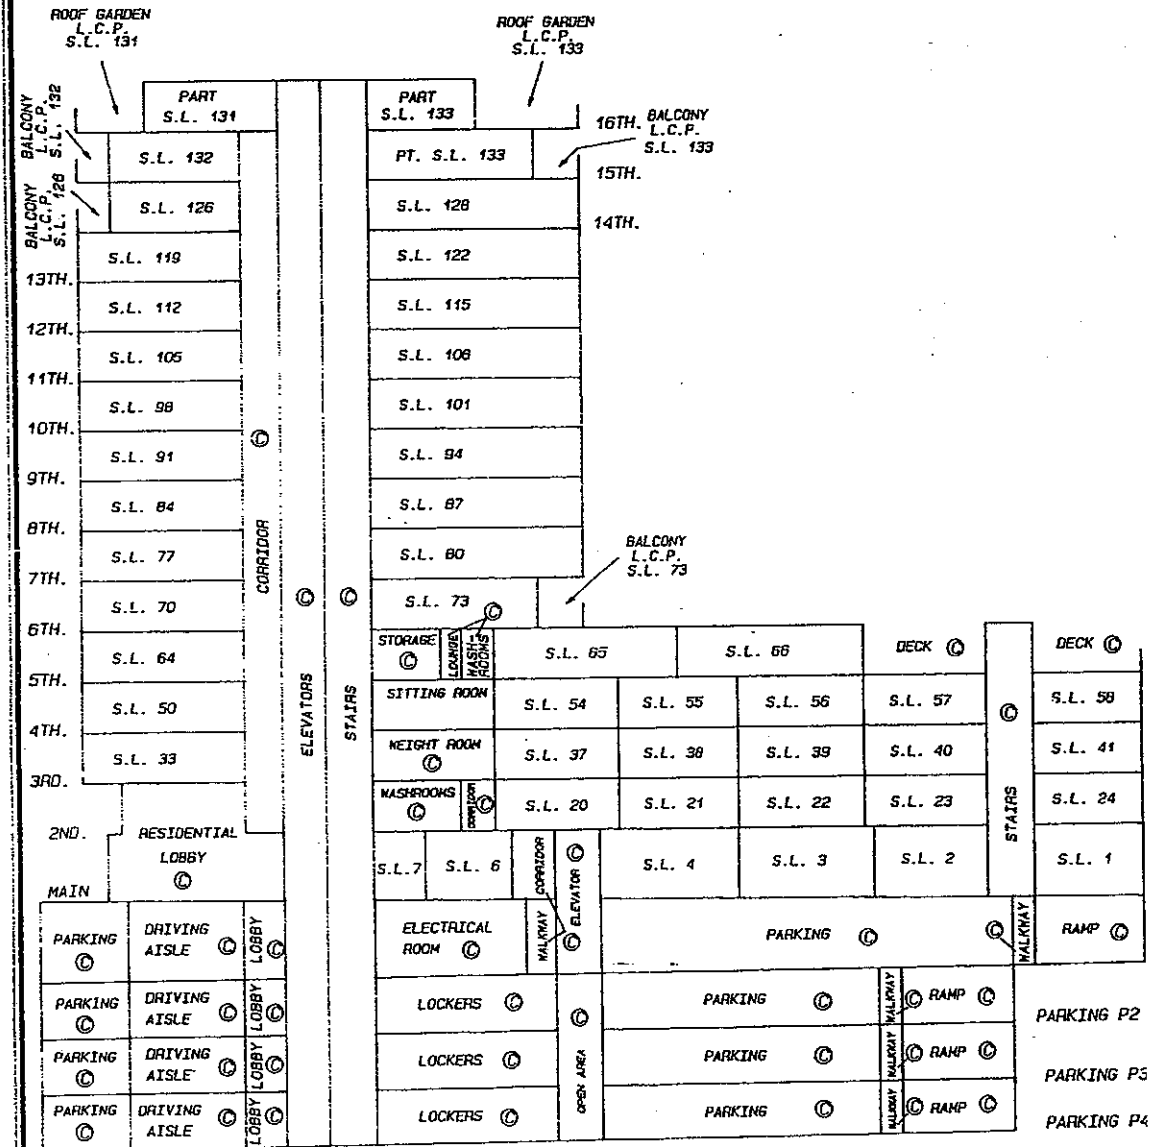 ROOF GARDEN
L.C.P.
S.L. 131
ROOF GARDEN
L.C.P.
S.L. 133
BALCONY
L.C.P.
S.L. 132
PART
S.L. 131
PART
S.L. 133
16TH.
BALCONY
L.C.P.
S.L. 133
S.L. 132
PT. S.L. 133
15TH.
BALCONY
L.C.P.
S.L. 126
S.L. 126
S.L. 128
14TH.
S.L. 119
S.L. 122
13TH.
S.L. 112
S.L. 115
12TH.
S.L. 105
S.L. 108
11TH.
S.L. 98
S.L. 101
10TH.
S.L. 91
©
S.L. 94
9TH.
S.L. 84
S.L. 87
8TH.
S.L. 77
CORRIDOR
S.L. 80
BALCONY
L.C.P.
S.L. 73
7TH.
S.L. 70
©
©
S.L. 73
©
6TH.
S.L. 64
STORAGE
©
LOUNGE
WASH-
ROOMS
S.L. 65
S.L. 66
DECK ©
DECK ©
5TH.
S.L. 50
ELEVATORS
STAIRS
SITTING ROOM
S.L. 54
S.L. 55
S.L. 56
S.L. 57
©
S.L. 58
4TH.
S.L. 33
WEIGHT ROOM
©
S.L. 37
S.L. 38
S.L. 39
S.L. 40
S.L. 41
3RD.
WASHROOMS
©
CORRIDOR
©
S.L. 20
S.L. 21
S.L. 22
S.L. 23
STAIRS
S.L. 24
2ND.
RESIDENTIAL
LOBBY
©
S.L. 7
S.L. 6
CORRIDOR
ELEVATOR ©
S.L. 4
S.L. 3
S.L. 2
S.L. 1
MAIN
PARKING
©
DRIVING
AISLE ©
LOBBY
©
ELECTRICAL
ROOM ©
WALKWAY
©
PARKING ©
©
WALKWAY
RAMP ©
PARKING
©
DRIVING
AISLE ©
LOBBY
©
LOCKERS ©
©
PARKING ©
WALKWAY
© RAMP ©
PARKING P2
PARKING
©
DRIVING
AISLE ©
LOBBY
©
LOCKERS ©
OPEN AREA
PARKING ©
WALKWAY
© RAMP ©
PARKING P3
PARKING
©
DRIVING
AISLE ©
LOBBY
©
LOCKERS ©
PARKING ©
WALKWAY
© RAMP ©
PARKING P4